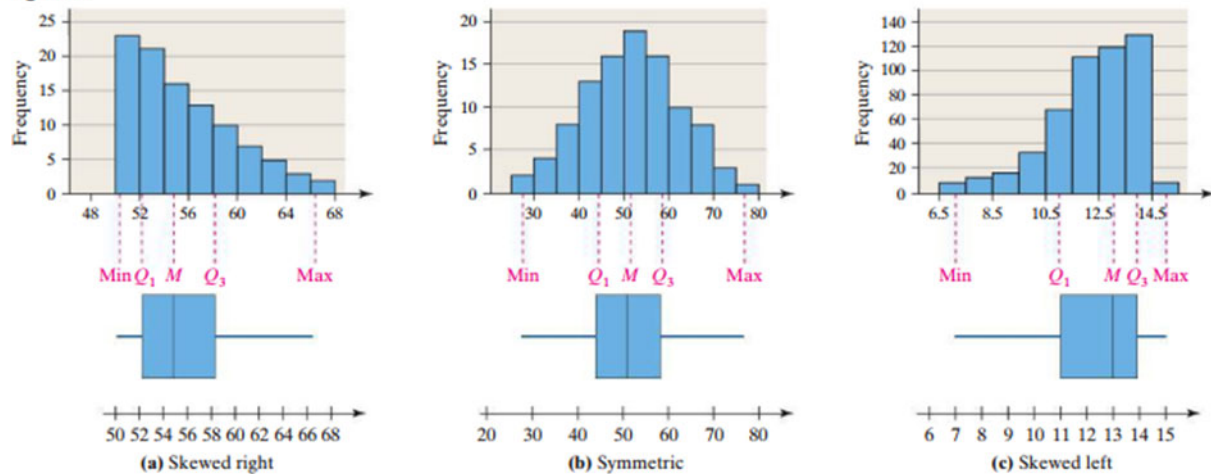 25
20
15
10
5
0
Frequency
48 52 56 60 64 68
Min Q1 M Q3 Max
50 52 54 56 58 60 62 64 66 68
(a) Skewed right
20
15
10
5
0
Frequency
30 40 50 60 70 80
Min Q1 M Q3 Max
20 30 40 50 60 70 80
(b) Symmetric
140
120
100
80
60
40
20
0
Frequency
6.5 8.5 10.5 12.5 14.5
Min Q1 M Q3 Max
6 7 8 9 10 11 12 13 14 15
(c) Skewed left